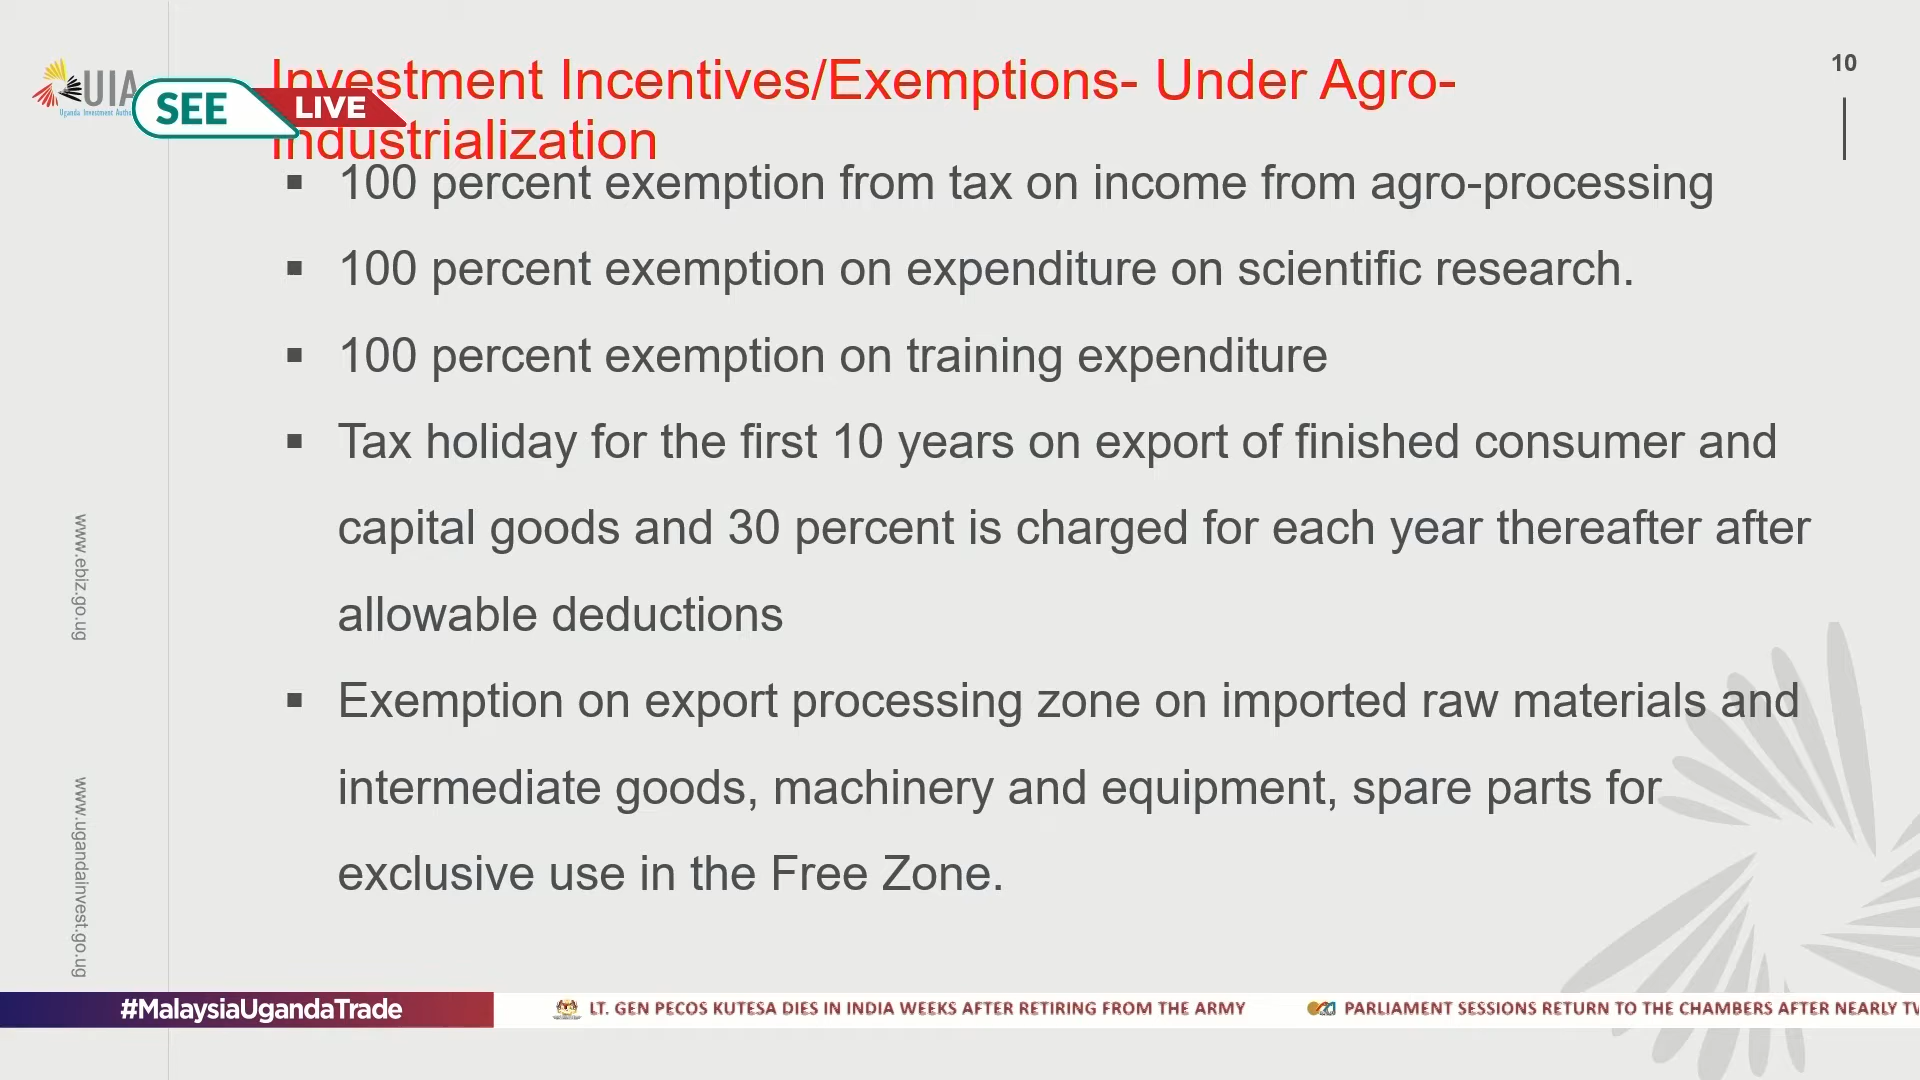 UIA
Uganda Investment
SEE
LIVE
Investment Incentives/Exemptions- Under Agro-
Industrialization
10
▪ 100 percent exemption from tax on income from agro-processing
▪ 100 percent exemption on expenditure on scientific research.
▪ 100 percent exemption on training expenditure
▪ Tax holiday for the first 10 years on export of finished consumer and
capital goods and 30 percent is charged for each year thereafter after
allowable deductions
▪ Exemption on export processing zone on imported raw materials and
intermediate goods, machinery and equipment, spare parts for
exclusive use in the Free Zone.
www.ebiz.go.ug
www.ugandainvest.go.ug
#MalaysiaUgandaTrade
LT. GEN PECOS KUTESA DIES IN INDIA WEEKS AFTER RETIRING FROM THE ARMY
PARLIAMENT SESSIONS RETURN TO THE CHAMBERS AFTER NEARLY